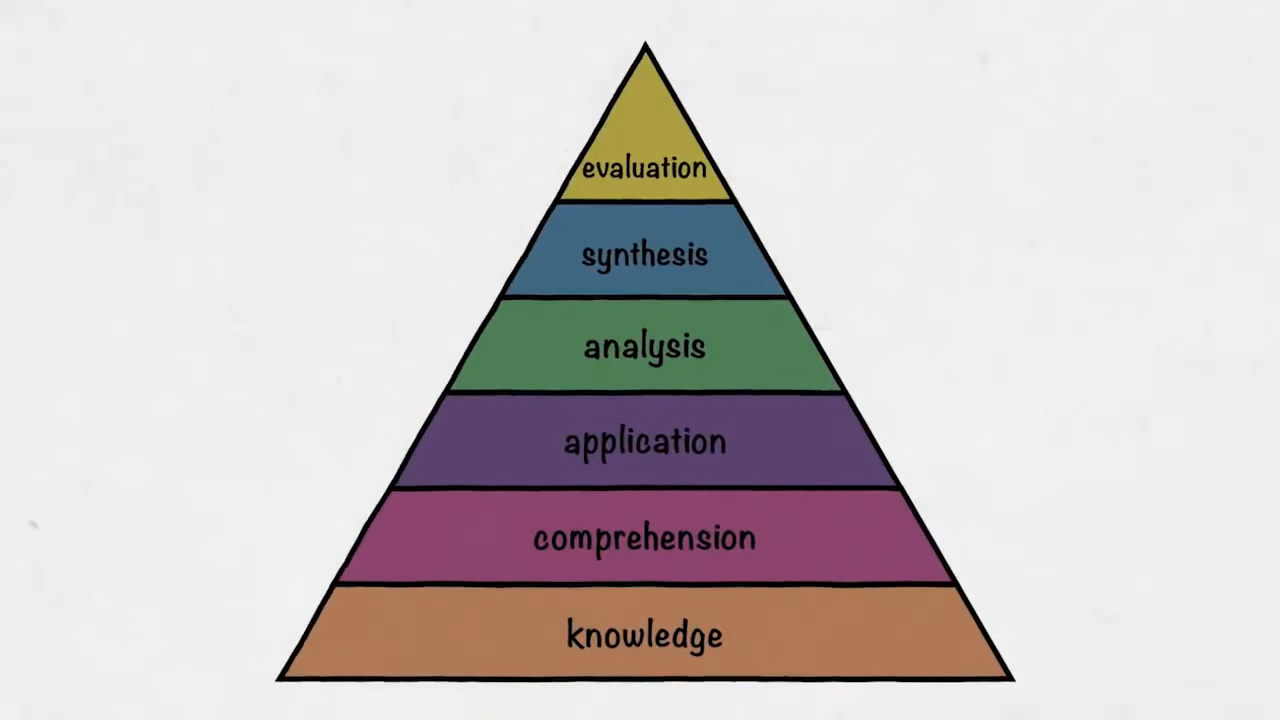 evaluation
synthesis
analysis
application
comprehension
knowledge